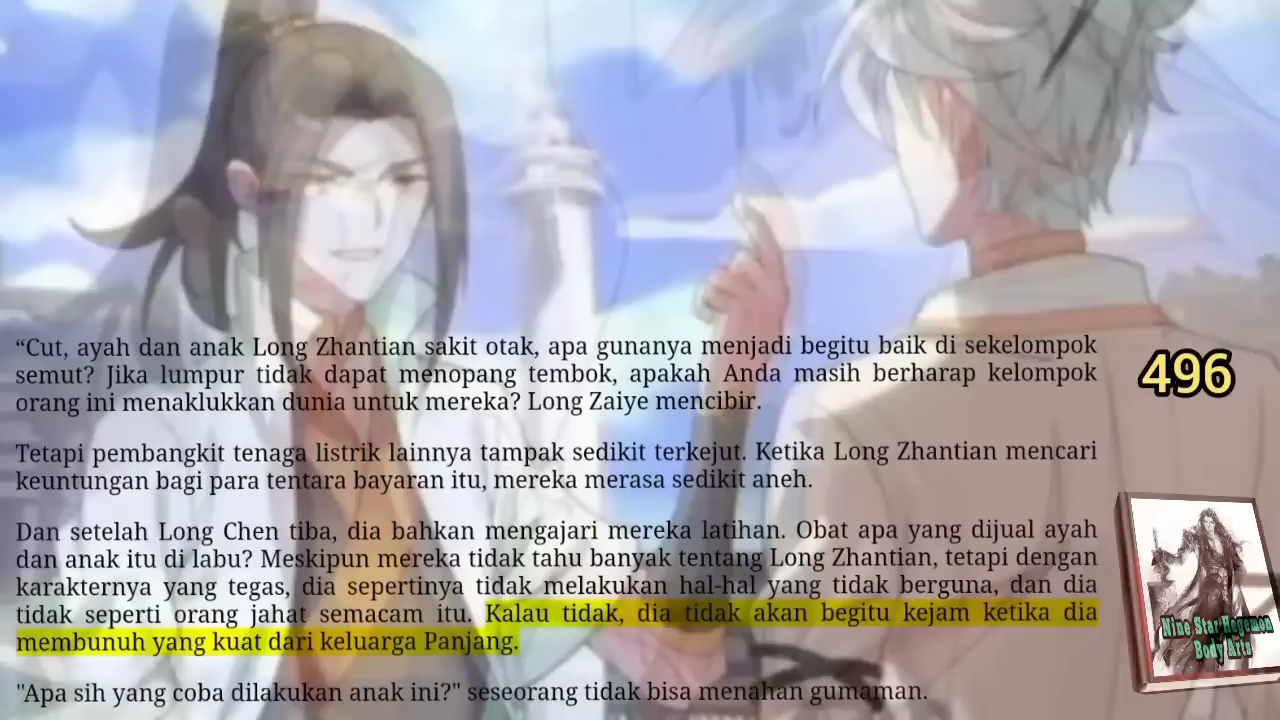 “Cut, ayah dan anak Long Zhantian sakit otak, apa gunanya menjadi begitu baik di sekelompok
semut? Jika lumpur tidak dapat menopang tembok, apakah Anda masih berharap kelompok
orang ini menaklukkan dunia untuk mereka? Long Zaiye mencibir.
Tetapi pembangkit tenaga listrik lainnya tampak sedikit terkejut. Ketika Long Zhantian mencari
keuntungan bagi para tentara bayaran itu, mereka merasa sedikit aneh.
Dan setelah Long Chen tiba, dia bahkan mengajari mereka latihan. Obat apa yang dijual ayah
dan anak itu di labu? Meskipun mereka tidak tahu banyak tentang Long Zhantian, tetapi dengan
karakternya yang tegas, dia sepertinya tidak melakukan hal-hal yang tidak berguna, dan dia
tidak seperti orang jahat semacam itu. Kalau tidak, dia tidak akan begitu kejam ketika dia
membunuh yang kuat dari keluarga Panjang.
"Apa sih yang coba dilakukan anak ini?" seseorang tidak bisa menahan gumaman.
496
Nine Star Hegemon
Body Arts